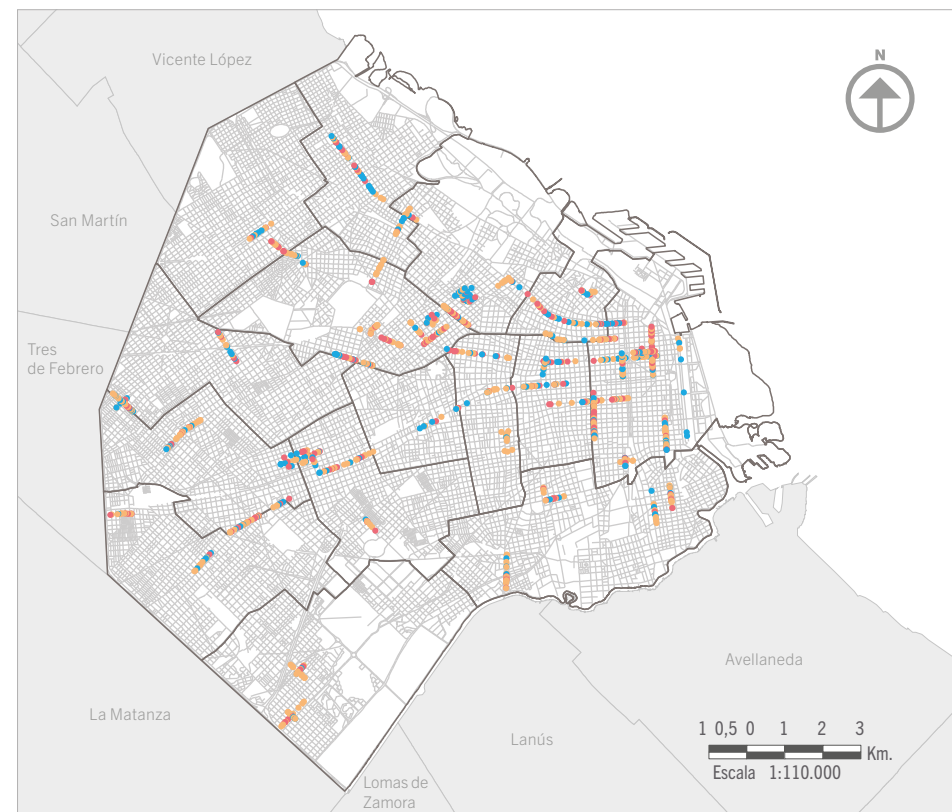 Vicente López
N
San Martín
Tres
de Febrero
Avellaneda
La Matanza
Lanús
1 0,5 0 1 2 3
Km.
Escala 1:110.000
Lomas de
Zamora